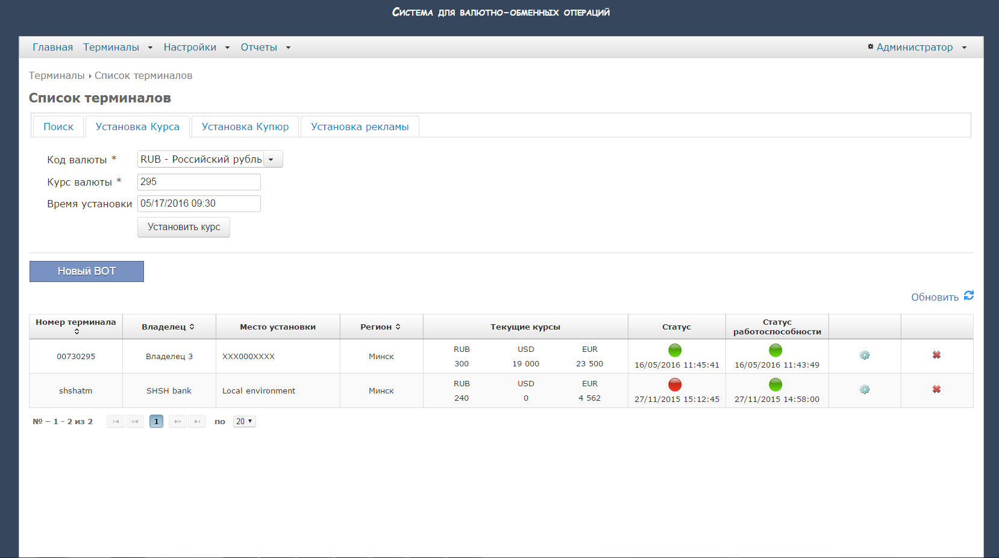 Система для валютно-обменных операций
Главная Терминалы Настройки Отчеты Администратор
Терминалы Список терминалов
Список терминалов
Поиск Установка Курса Установка Купюр Установка рекламы
Код валюты * RUB - Российский рубль
Курс валюты * 295
Время установки 05/17/2016 09:30
Установить курс
Новый ВОТ
Обновить
Номер терминала Владелец Место установки Регион Текущие курсы Статус Статус работоспособности
RUB USD EUR
00730295 Владелец 3 XXX000XXXX Минск
300 19 000 23 500 16/05/2016 11:45:41 16/05/2016 11:43:49
RUB USD EUR
shshatm SHSH bank Local environment Минск
240 0 4 562 27/11/2015 15:12:45 27/11/2015 14:58:00
№ – 1 - 2 из 2 1 по 20